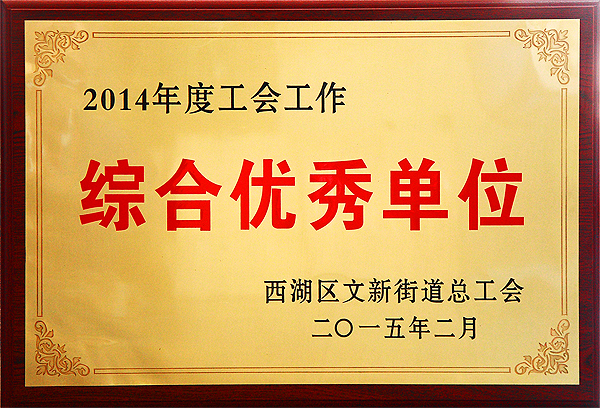 2014年度工会工作
综合优秀单位
西湖区文新街道总工会
二〇一五年二月